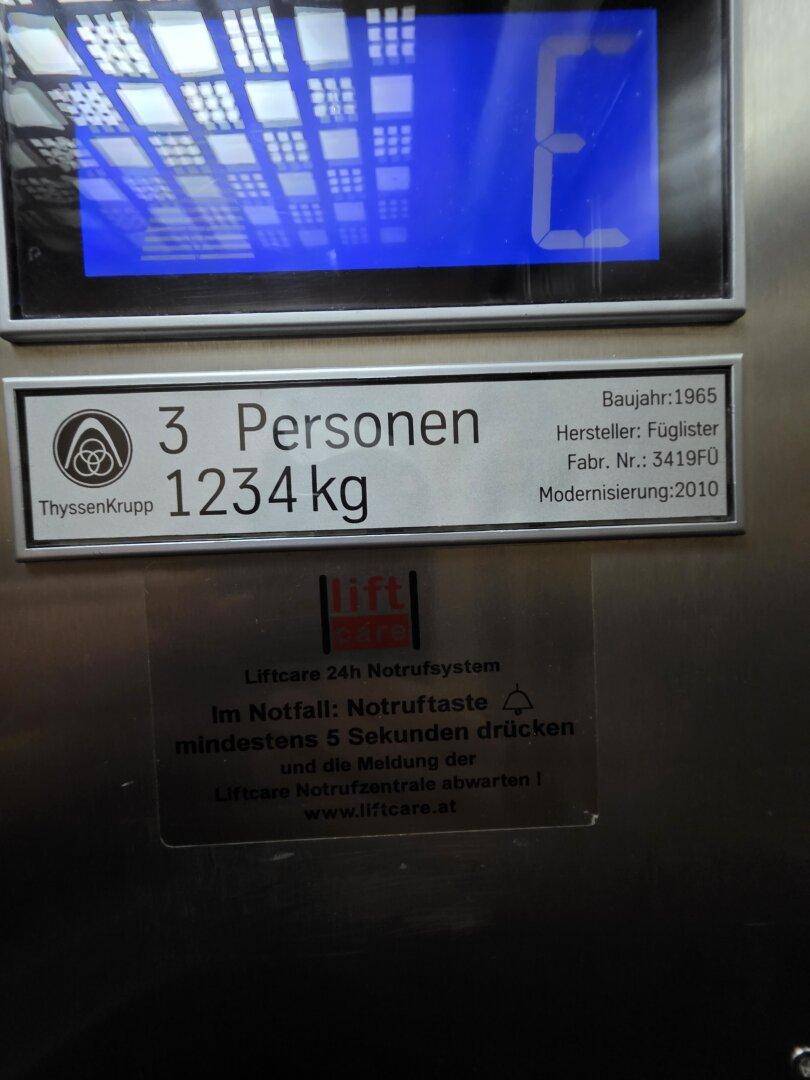 E
3 Personen
1234 kg
ThyssenKrupp
Baujahr:1965
Hersteller: Füglister
Fabr. Nr.: 3419FÜ
Modernisierung:2010
lift
care
Liftcare 24h Notrufsystem
Im Notfall: Notruftaste
mindestens 5 Sekunden drücken
und die Meldung der
Liftcare Notrufzentrale abwarten !
www.liftcare.at